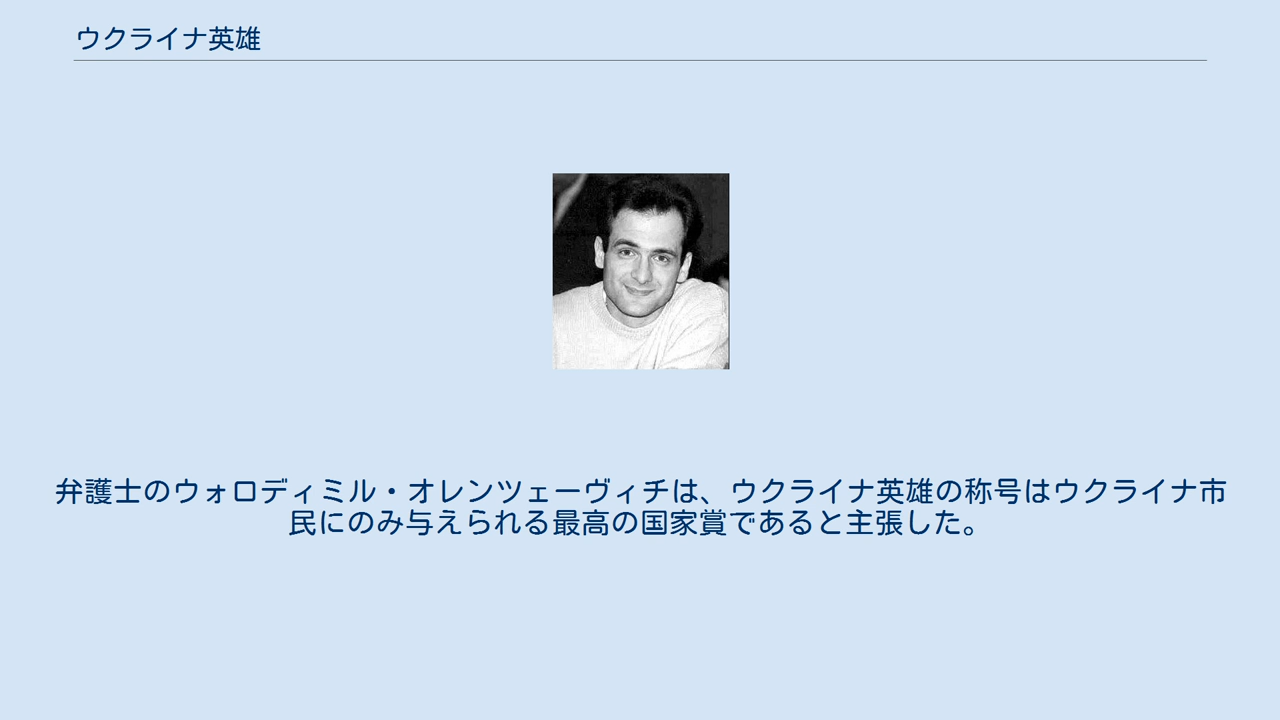 ウクライナ英雄
弁護士のウォロディミル・オレンツェーヴィチは、ウクライナ英雄の称号はウクライナ市
民にのみ与えられる最高の国家賞であると主張した。